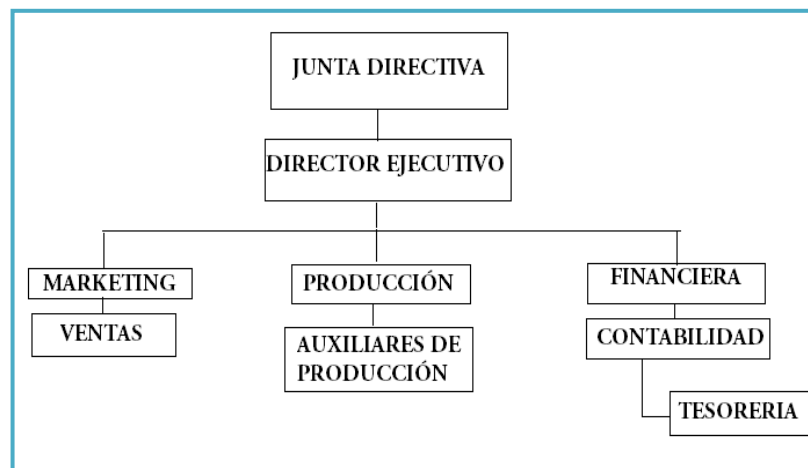 JUNTA DIRECTIVA
DIRECTOR EJECUTIVO
MARKETING
PRODUCCIÓN
FINANCIERA
VENTAS
AUXILIARES DE
PRODUCCIÓN
CONTABILIDAD
TESORERIA